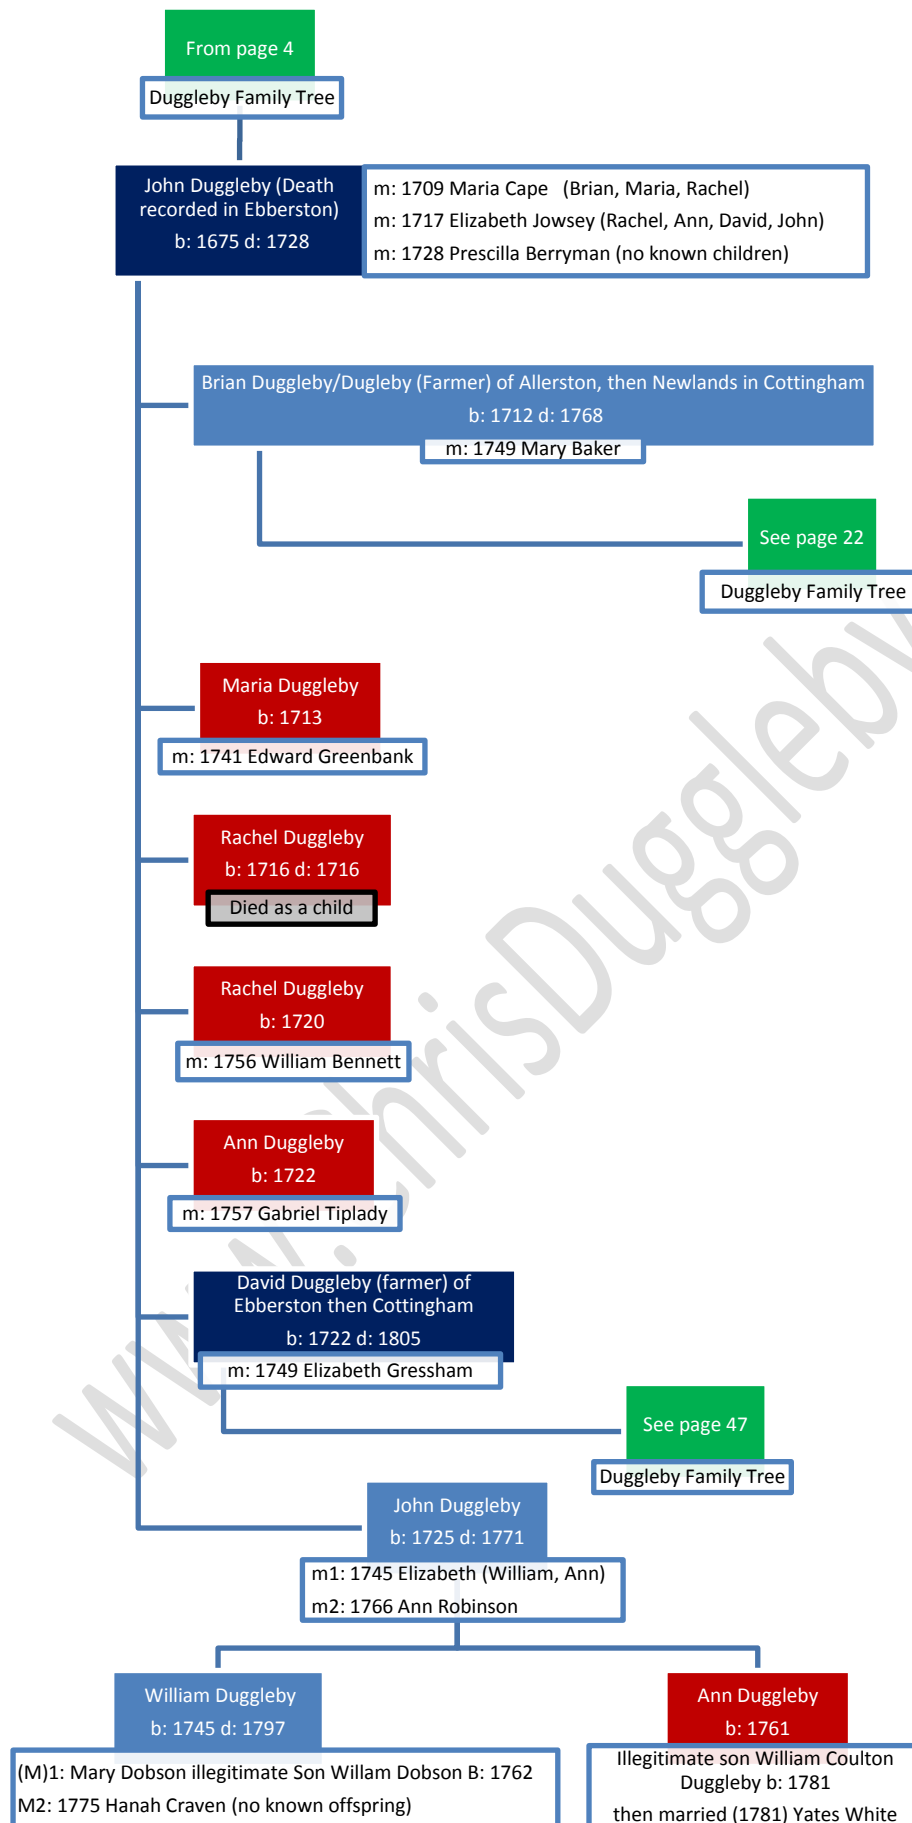 From page 4
Duggleby Family Tree
John Duggleby (Death
recorded in Ebberston)
b: 1675 d: 1728
m: 1709 Maria Cape (Brian, Maria, Rachel)
m: 1717 Elizabeth Jowsey (Rachel, Ann, David, John)
m: 1728 Prescilla Berryman (no known children)
Brian Duggleby/Dugleby (Farmer) of Allerston, then Newlands in Cottingham
b: 1712 d: 1768
m: 1749 Mary Baker
See page 22
Duggleby Family Tree
Maria Duggleby
b: 1713
m: 1741 Edward Greenbank
Rachel Duggleby
b: 1716 d: 1716
Died as a child
Rachel Duggleby
b: 1720
m: 1756 William Bennett
Ann Duggleby
b: 1722
m: 1757 Gabriel Tiplady
David Duggleby (farmer) of
Ebberston then Cottingham
b: 1722 d: 1805
m: 1749 Elizabeth Gressham
See page 47
Duggleby Family Tree
John Duggleby
b: 1725 d: 1771
m1: 1745 Elizabeth (William, Ann)
m2: 1766 Ann Robinson
William Duggleby
b: 1745 d: 1797
(M)1: Mary Dobson illegitimate Son Willam Dobson B: 1762
M2: 1775 Hanah Craven (no known offspring)
Ann Duggleby
b: 1761
Illegitimate son William Coulton
Duggleby b: 1781
then married (1781) Yates White
www.ChrisDuggleby